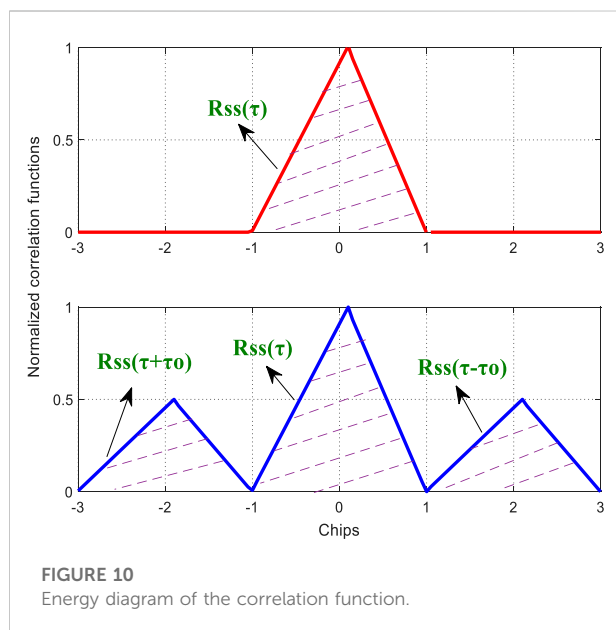 1
Rss(τ)
0.5
0
-3 -2 -1 0 1 2 3
Normalized correlation functions
1
Rss(τ+τo) Rss(τ) Rss(τ-τo)
0.5
0
-3 -2 -1 0 1 2 3
Chips
FIGURE 10
Energy diagram of the correlation function.